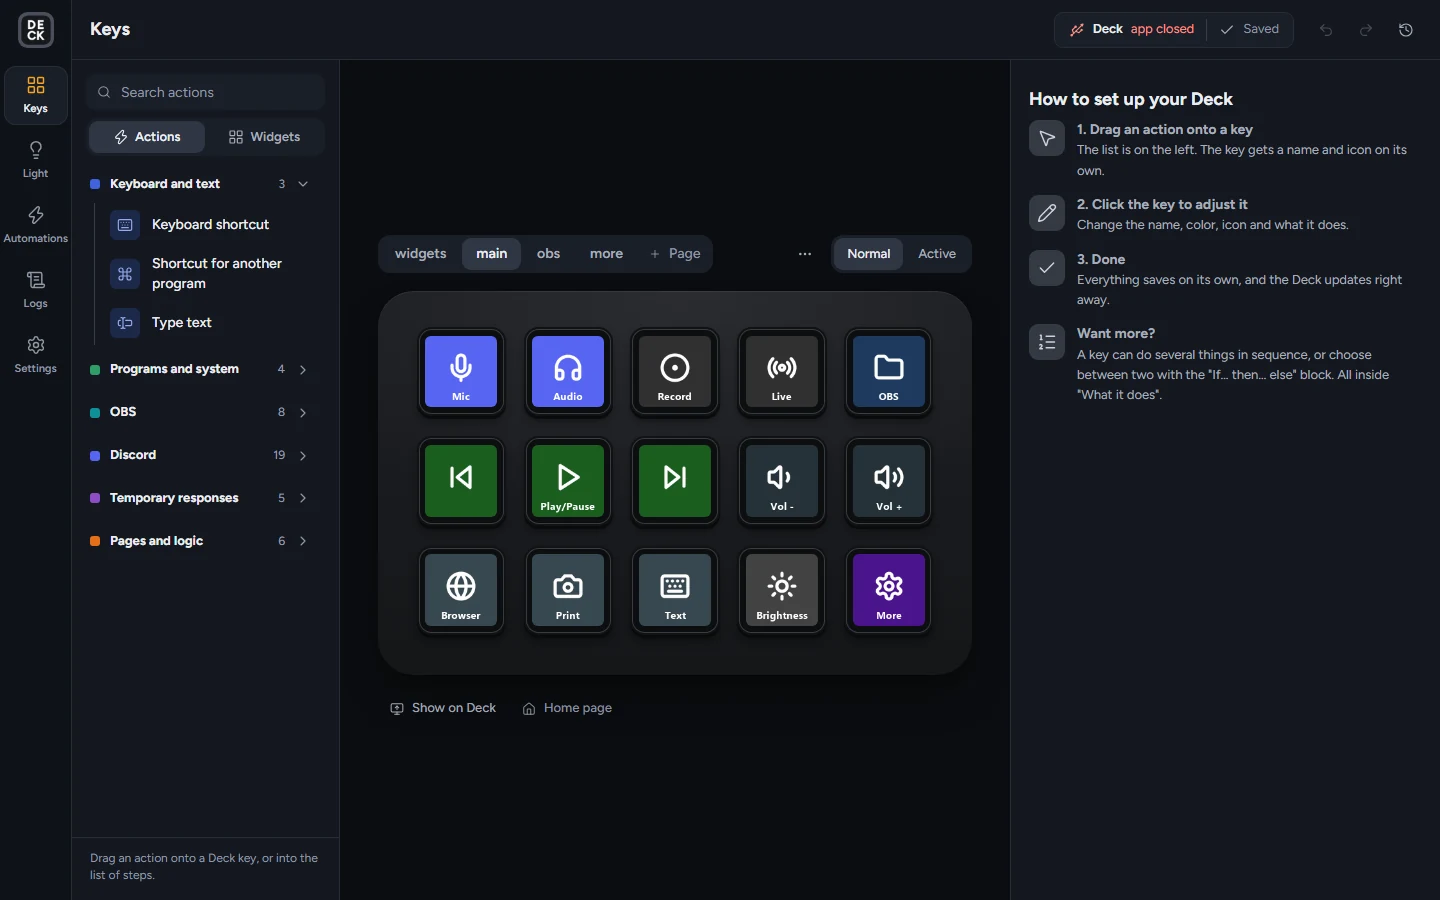 DE
CK
Keys
Deck app closed
Saved
Keys
Light
Automations
Logs
Settings
Search actions
Actions
Widgets
Keyboard and text 3
Keyboard shortcut
Shortcut for another
program
Type text
Programs and system 4
OBS 8
Discord 19
Temporary responses 5
Pages and logic 6
Drag an action onto a Deck key, or into the
list of steps.
widgets
main
obs
more
+ Page
...
Normal
Active
Mic
Audio
Record
Live
OBS
Play/Pause
Vol -
Vol +
Browser
Print
Text
Brightness
More
Show on Deck
Home page
How to set up your Deck
1. Drag an action onto a key
The list is on the left. The key gets a name and icon on its
own.
2. Click the key to adjust it
Change the name, color, icon and what it does.
3. Done
Everything saves on its own, and the Deck updates right
away.
Want more?
A key can do several things in sequence, or choose
between two with the "If... then... else" block. All inside
"What it does".